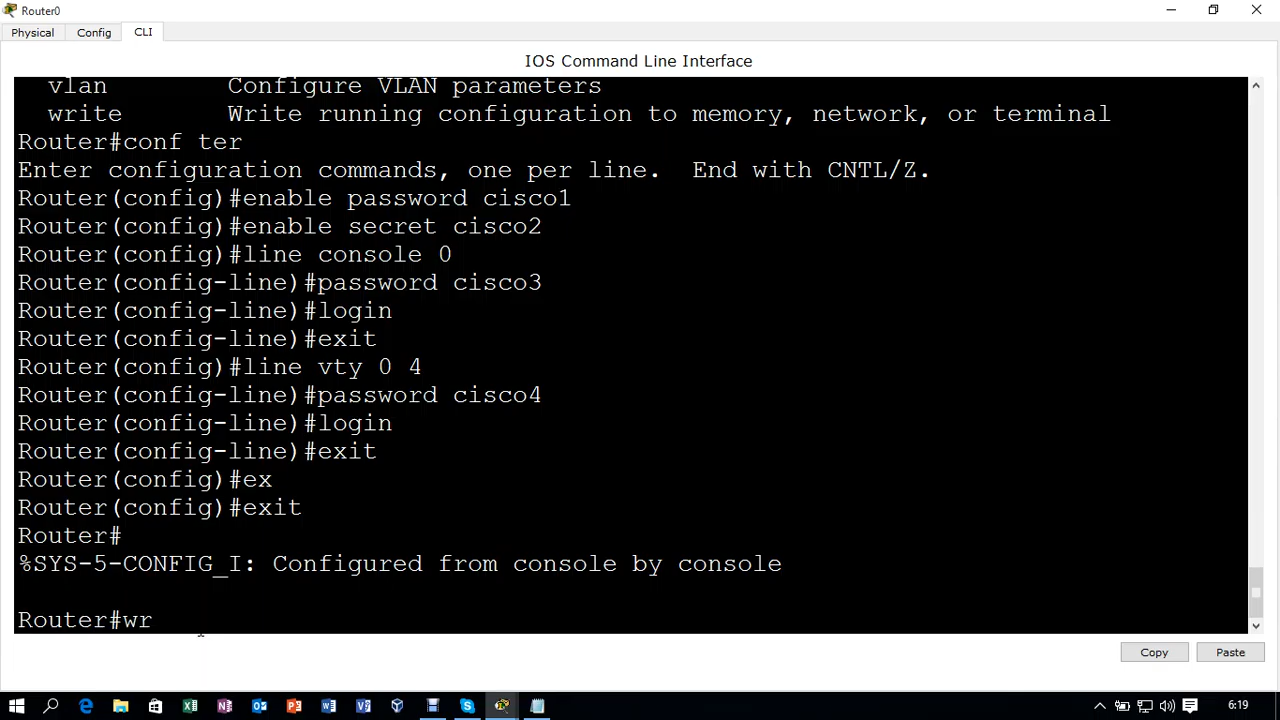 Router0
Physical Config CLI
IOS Command Line Interface
vlan Configure VLAN parameters
write Write running configuration to memory, network, or terminal
Router#conf ter
Enter configuration commands, one per line. End with CNTL/Z.
Router(config)#enable password cisco1
Router(config)#enable secret cisco2
Router(config)#line console 0
Router(config-line)#password cisco3
Router(config-line)#login
Router(config-line)#exit
Router(config)#line vty 0 4
Router(config-line)#password cisco4
Router(config-line)#login
Router(config-line)#exit
Router(config)#ex
Router(config)#exit
Router#
%SYS-5-CONFIG_I: Configured from console by console
Router#wr
Copy Paste
6:19